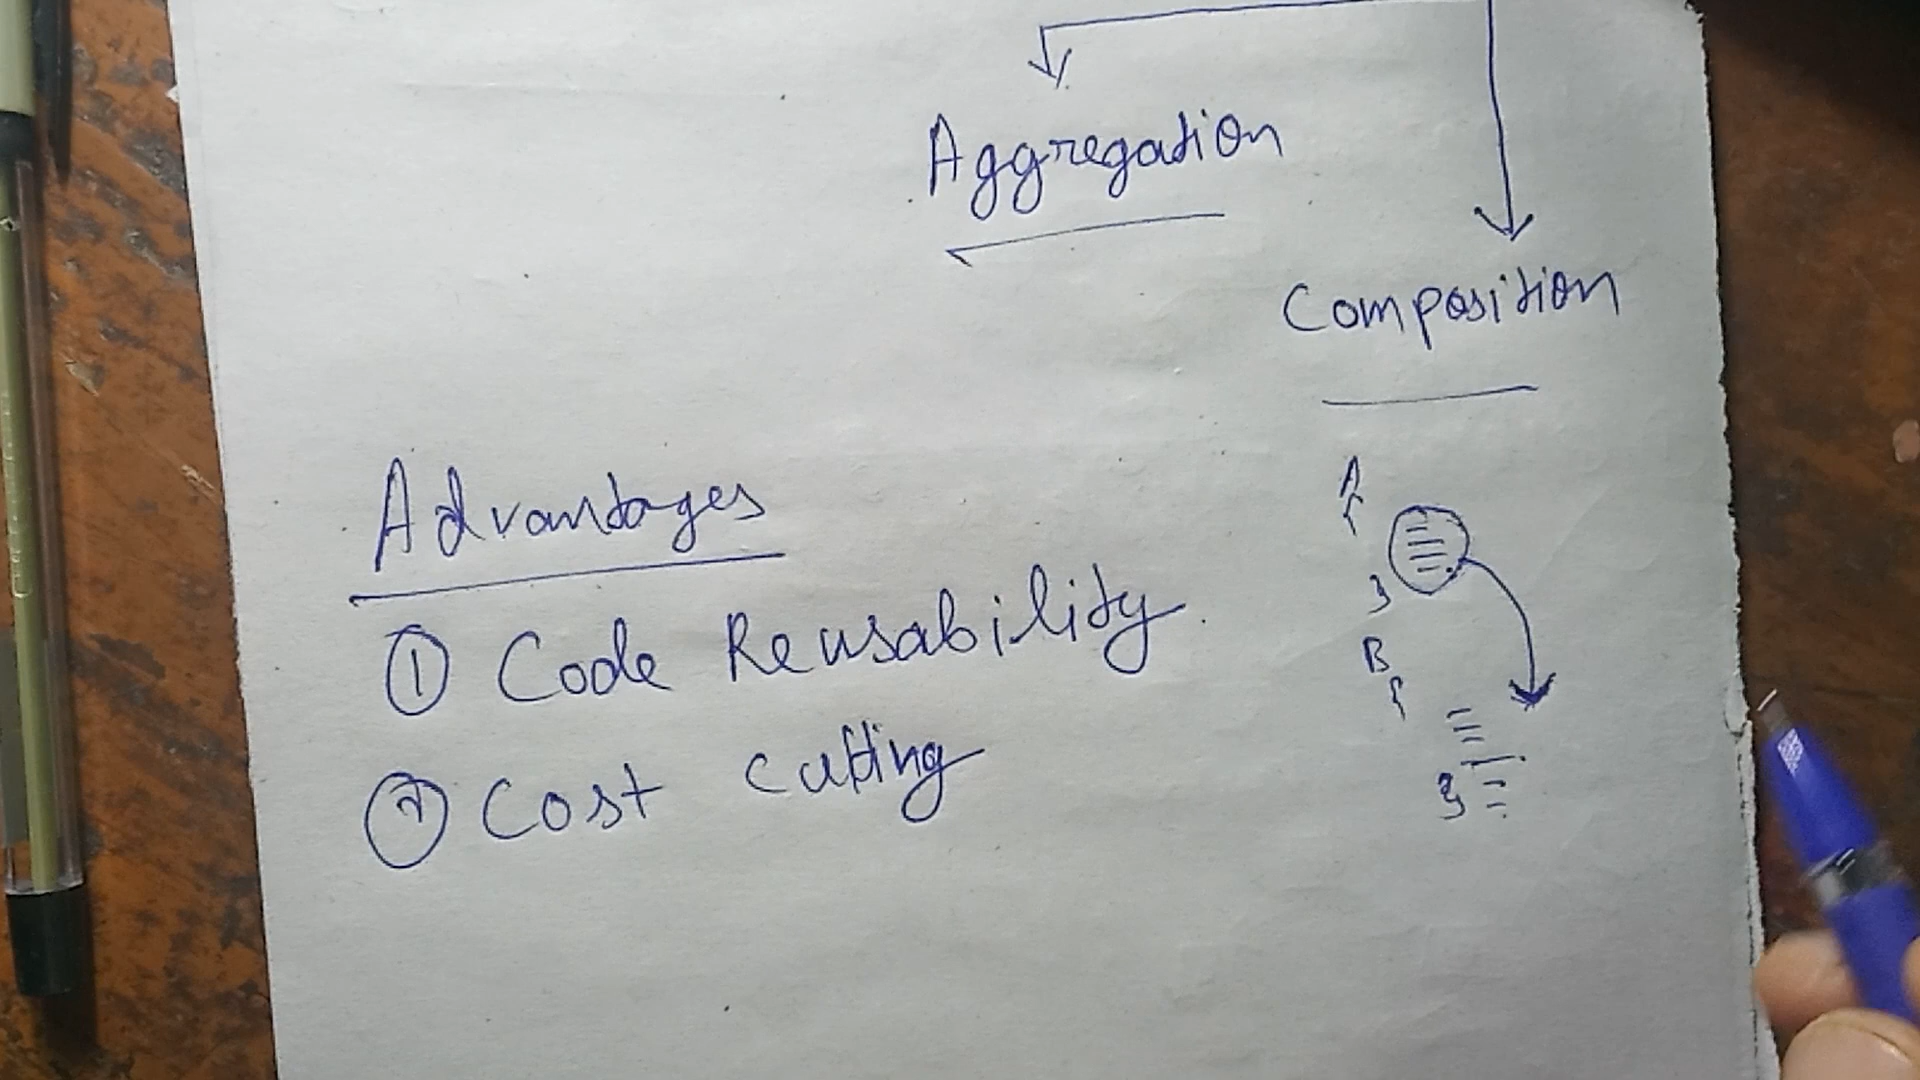 Aggregation
Composition
Advantages
① Code Reusability
② Cost cutting
A
{
}
B
{
}